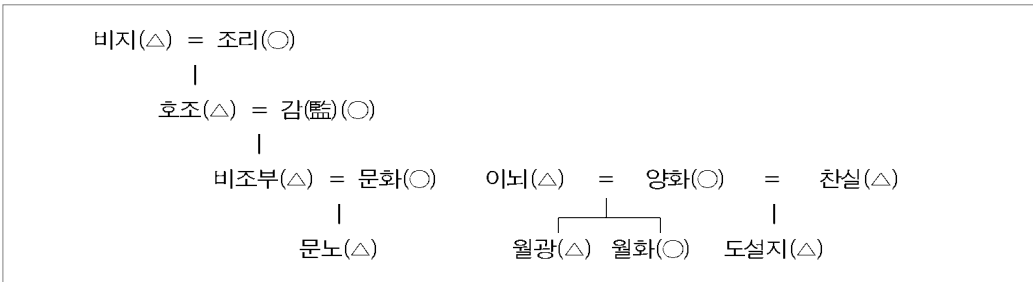 비지(△) = 조리(○)
호조(△) = 감(監)(○)
비조부(△) = 문화(○) 이뇌(△) = 양화(○) = 찬실(△)
문노(△) 월광(△) 월화(○) 도설지(△)